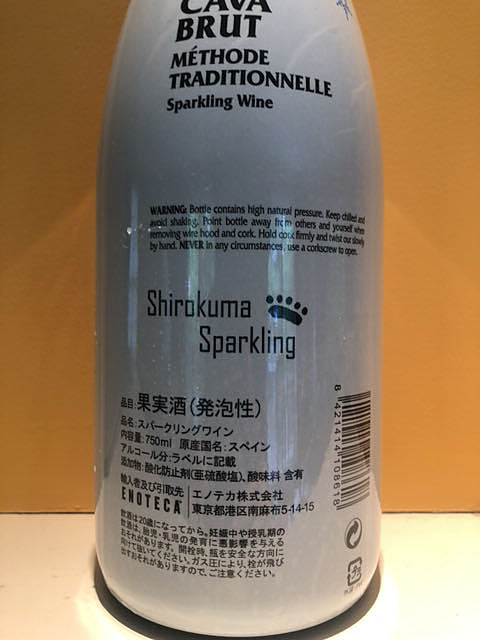 CAVA
BRUT
MÉTHODE
TRADITIONNELLE
Sparkling Wine
WARNING: Bottle contains high natural pressure. Keep chilled and
avoid shaking. Point bottle away from others and yourself when
removing wire hood and cork. Hold cork firmly and twist our slowly
by hand. NEVER in any circumstances, use a corkscrew to open.
Shirokuma
Sparkling
品目:果実酒(発泡性)
品名:スパークリングワイン
内容量:750ml 原産国名:スペイン
アルコール分:ラベルに記載
添加物:酸化防止剤(亜硫酸塩)、酸味料 含有
輸入者及び引取先 エノテカ株式会社
ENOTECA 東京都港区南麻布5-14-15
飲酒は20歳になってから。妊娠中や授乳期の
飲酒は、胎児・乳児の発育に悪影響を与える
おそれがあります。開栓時、瓶を安全な方向に
向けて抜いてください。ガス圧により、栓が飛び
出すおそれがありますので、ご注意ください。
8 421414 108618